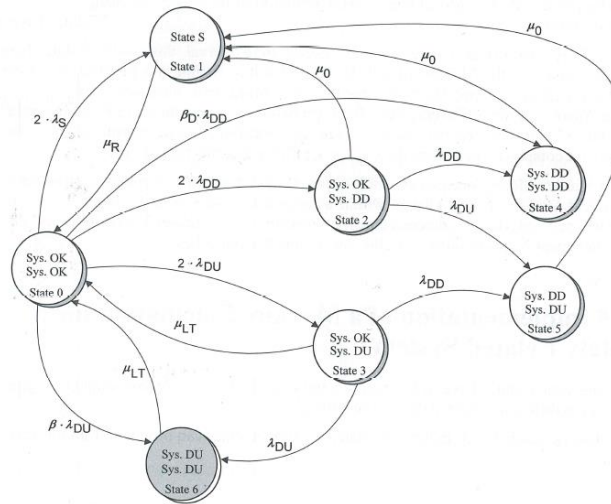 State S
State 1
μ0
μ0
μ0
2 · λS
μR
βD · λDD
2 · λDD
Sys. OK
Sys. DD
State 2
λDD
λDU
Sys. DD
Sys. DD
State 4
Sys. OK
Sys. OK
State 0
2 · λDU
μLT
Sys. OK
Sys. DU
State 3
λDD
Sys. DD
Sys. DU
State 5
μLT
β · λDU
λDU
Sys. DU
Sys. DU
State 6